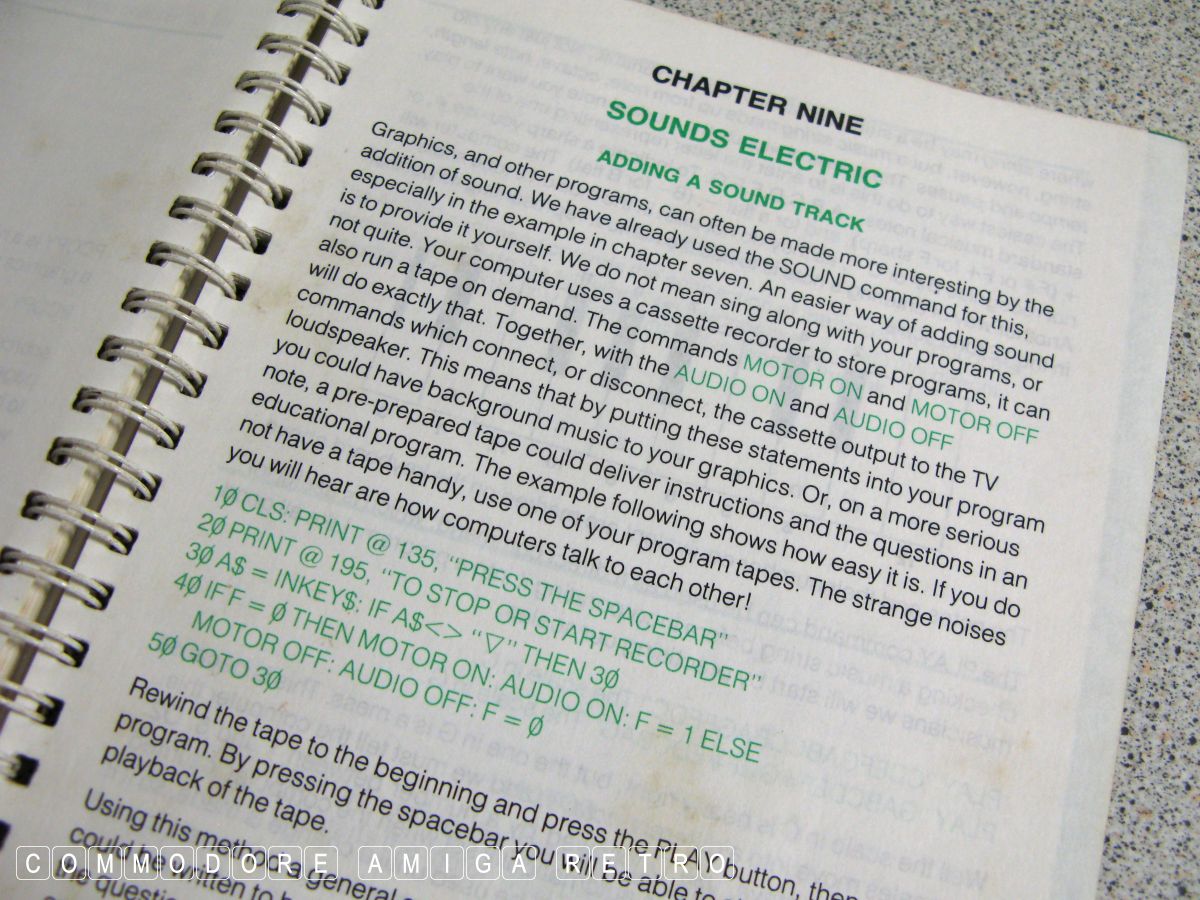 CHAPTER NINE
SOUNDS ELECTRIC
ADDING A SOUND TRACK
Graphics, and other programs, can often be made more interesting by the
addition of sound. We have already used the SOUND command for this,
especially in the example in chapter seven. An easier way of adding sound
is to provide it yourself. We do not mean sing along with your programs, or
not quite. Your computer uses a cassette recorder to store programs, it can
also run a tape on demand. The commands MOTOR ON and MOTOR OFF
will do exactly that. Together, with the AUDIO ON and AUDIO OFF
commands which connect, or disconnect, the cassette output to the TV
loudspeaker. This means that by putting these statements into your program
you could have background music to your graphics. Or, on a more serious
note, a pre-prepared tape could deliver instructions and the questions in an
educational program. The example following shows how easy it is. If you do
not have a tape handy, use one of your program tapes. The strange noises
you will hear are how computers talk to each other!
1Ø CLS: PRINT @ 135, “PRESS THE SPACEBAR”
2Ø PRINT @ 195, “TO STOP OR START RECORDER”
3Ø A$ = INKEY$: IF A$<> “▽” THEN 3Ø
4Ø IF F = Ø THEN MOTOR ON: AUDIO ON: F = 1 ELSE
MOTOR OFF: AUDIO OFF: F = Ø
5Ø GOTO 3Ø
Rewind the tape to the beginning and press the PLAY button, then
program. By pressing the spacebar you will be able to
playback of the tape.
Using this method a general
could be written to
the question
COMMODORE AMIGA RETRO